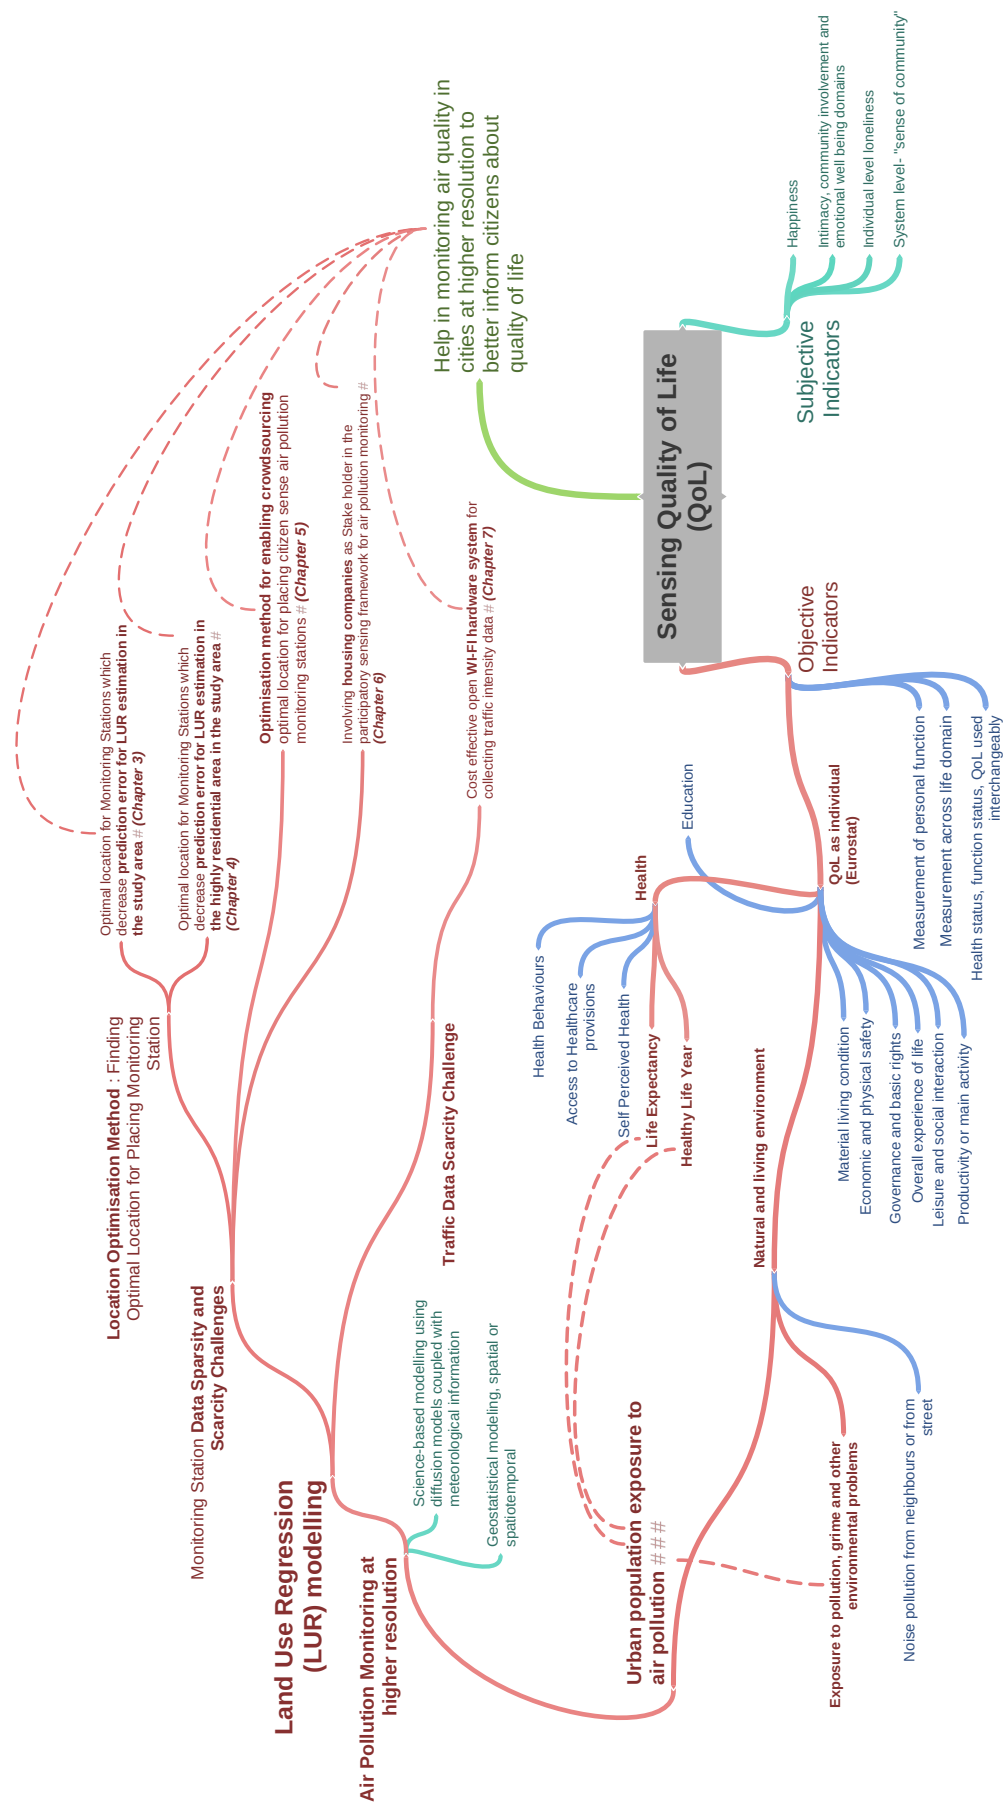 Sensing Quality of Life
(QoL)
Help in monitoring air quality in
cities at higher resolution to
better inform citizens about
quality of life
Subjective
Indicators
Happiness
Intimacy, community involvement and
emotional well being domains
Individual level loneliness
System level- "sense of community"
Objective
Indicators
Measurement of personal function
Measurement across life domain
Health status, function status, QoL used
interchangeably
QoL as individual
(Eurostat)
Education
Health
Health Behaviours
Access to Healthcare
provisions
Self Perceived Health
Life Expectancy
Healthy Life Year
Material living condition
Economic and physical safety
Governance and basic rights
Overall experience of life
Leisure and social interaction
Productivity or main activity
Natural and living environment
Exposure to pollution, grime and other
environmental problems
Noise pollution from neighbours or from
street
Urban population exposure to
air pollution # # #
Air Pollution Monitoring at
higher resolution
Science-based modelling using
diffusion models coupled with
meteorological information
Geostatistical modeling, spatial or
spatiotemporal
Land Use Regression
(LUR) modelling
Monitoring Station Data Sparsity and
Scarcity Challenges
Location Optimisation Method : Finding
Optimal Location for Placing Monitoring
Station
Optimal location for Monitoring Stations which
decrease prediction error for LUR estimation in
the study area # (Chapter 3)
Optimal location for Monitoring Stations which
decrease prediction error for LUR estimation in
the highly residential area in the study area #
(Chapter 4)
Optimisation method for enabling crowdsourcing
optimal location for placing citizen sense air pollution
monitoring stations # (Chapter 5)
Involving housing companies as Stake holder in the
participatory sensing framework for air pollution monitoring #
(Chapter 6)
Traffic Data Scarcity Challenge
Cost effective open WI-FI hardware system for
collecting traffic intensity data # (Chapter 7)